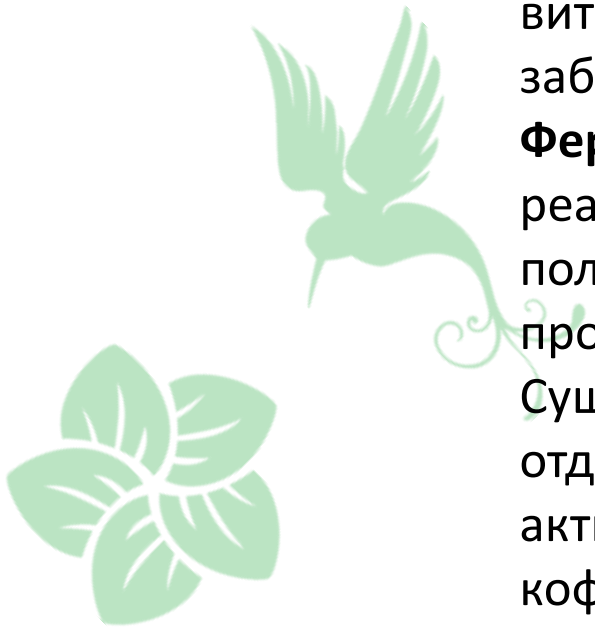 вит
заб
Фер
реа
пол
про
Сущ
отд
акт
коф